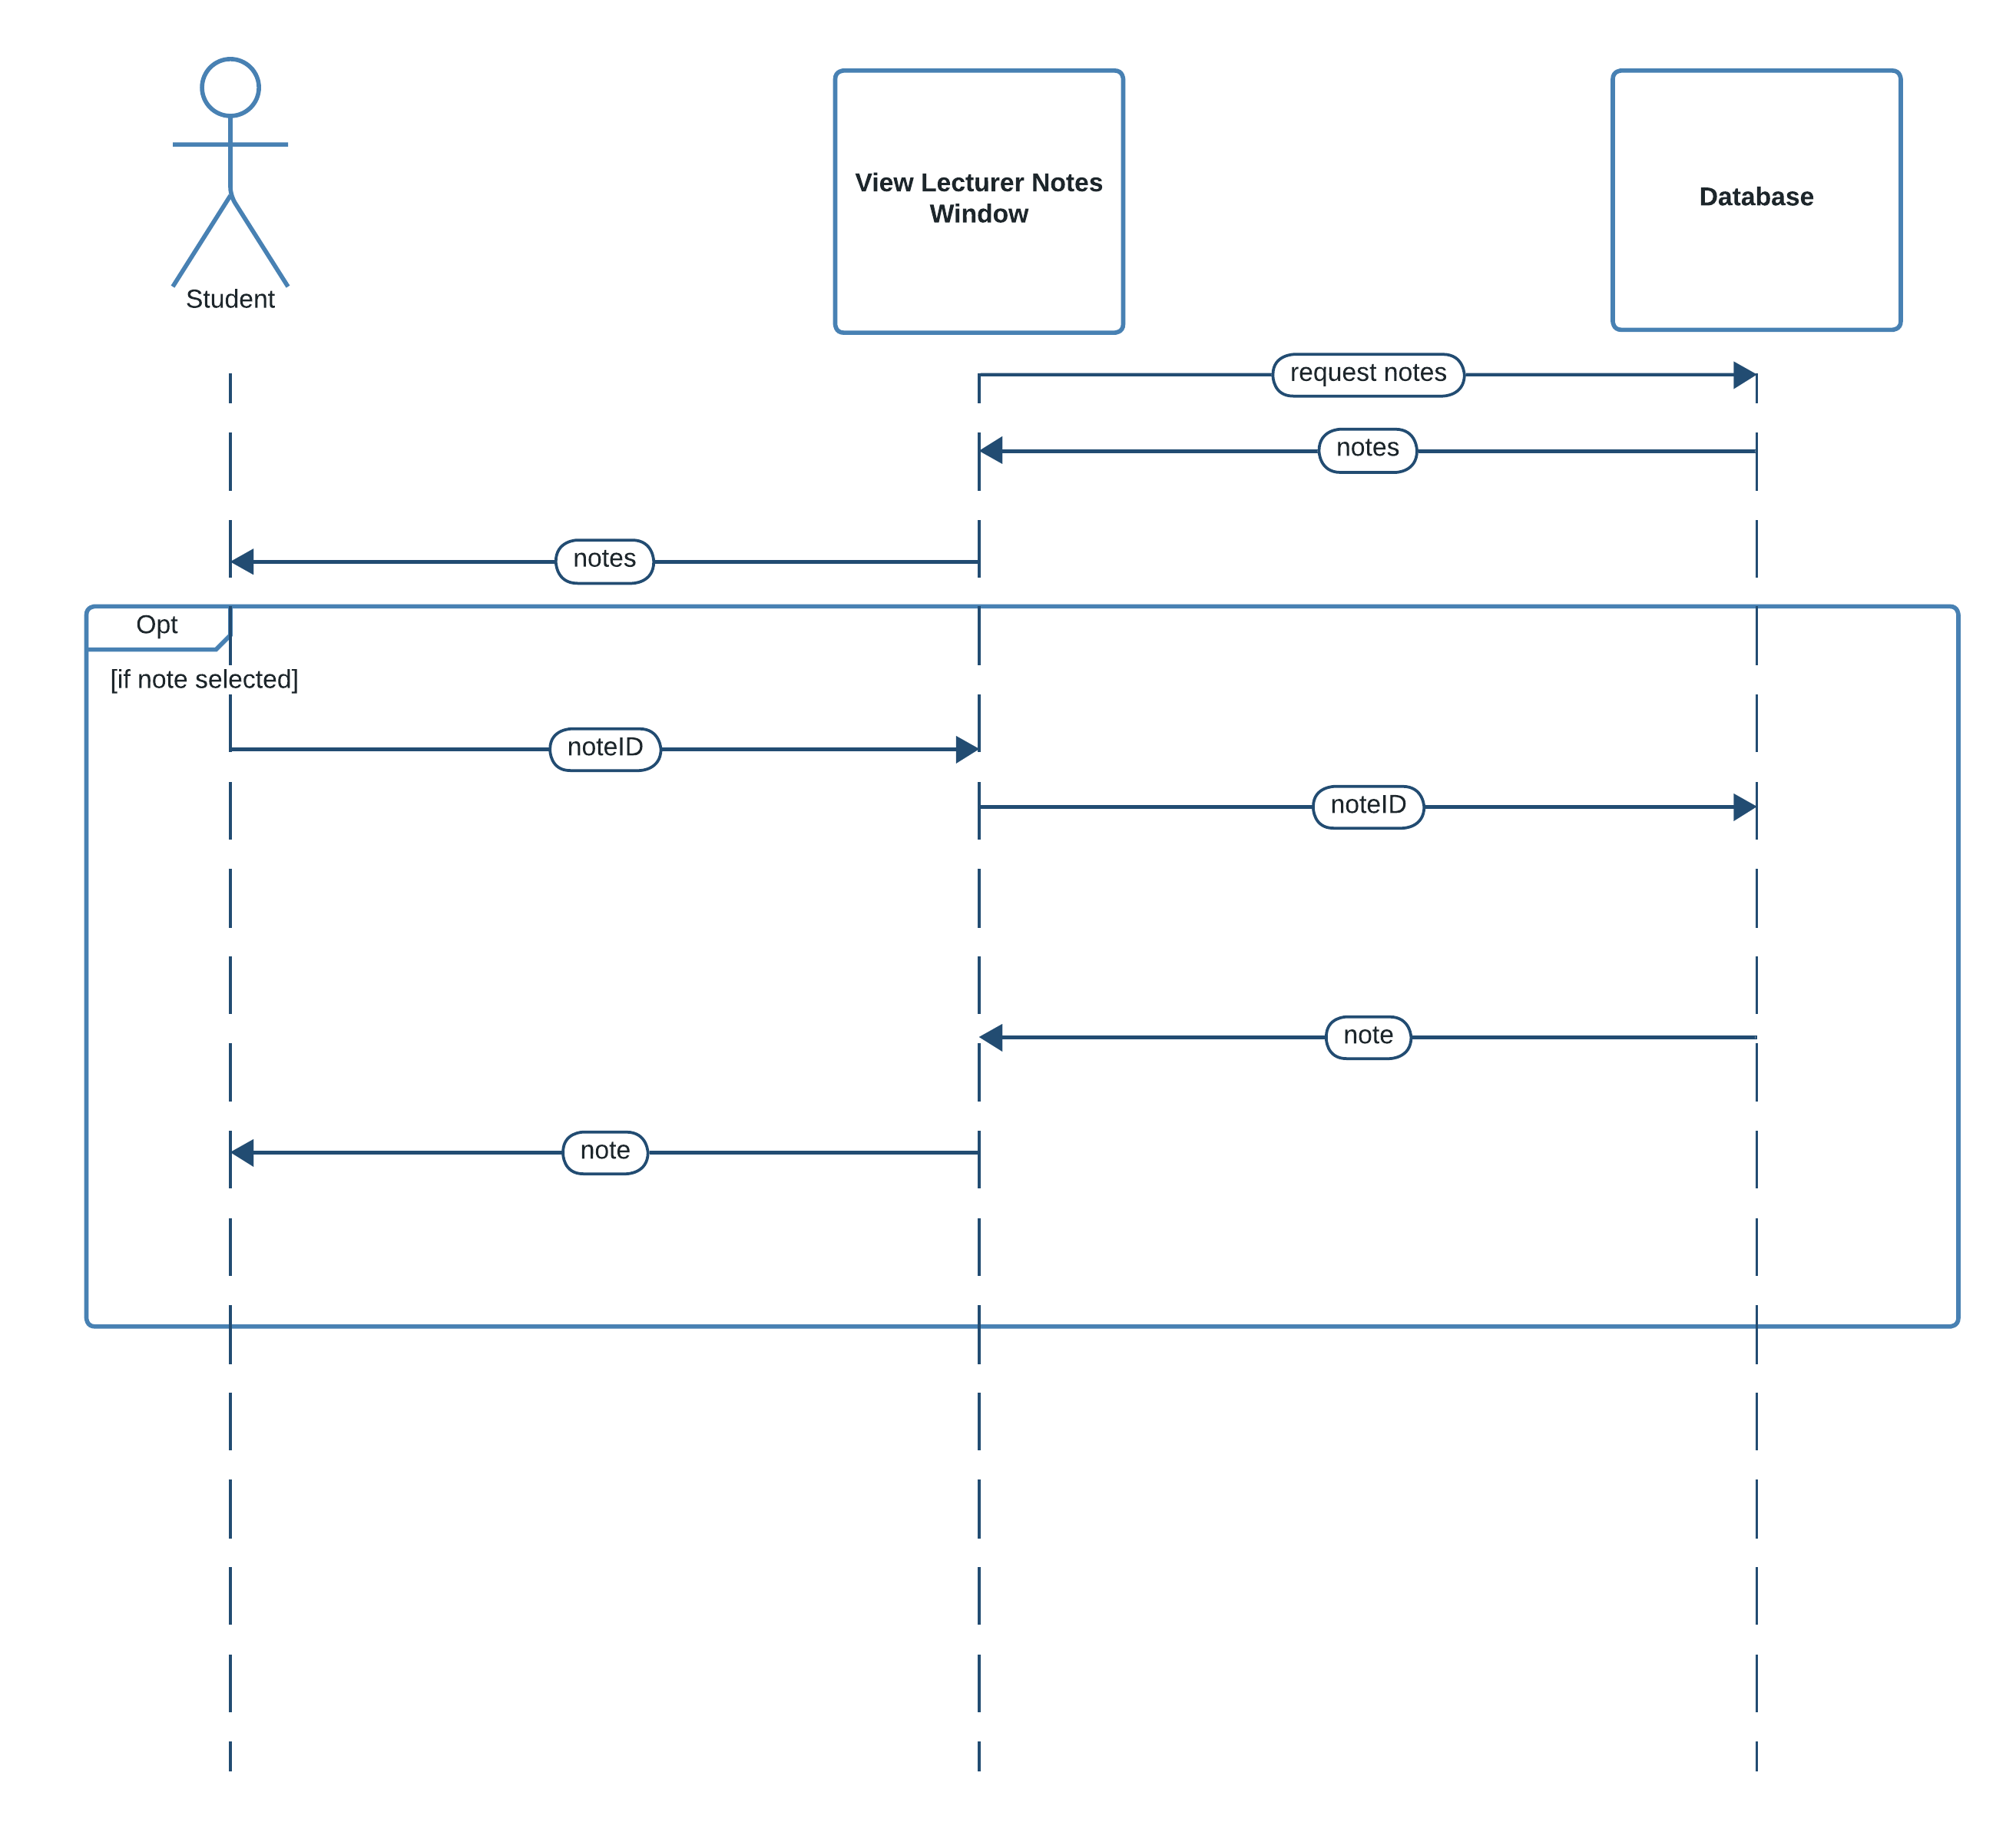 View Lecturer Notes
Window
Database
Student
request notes
notes
notes
Opt
[if note selected]
noteID
noteID
note
note